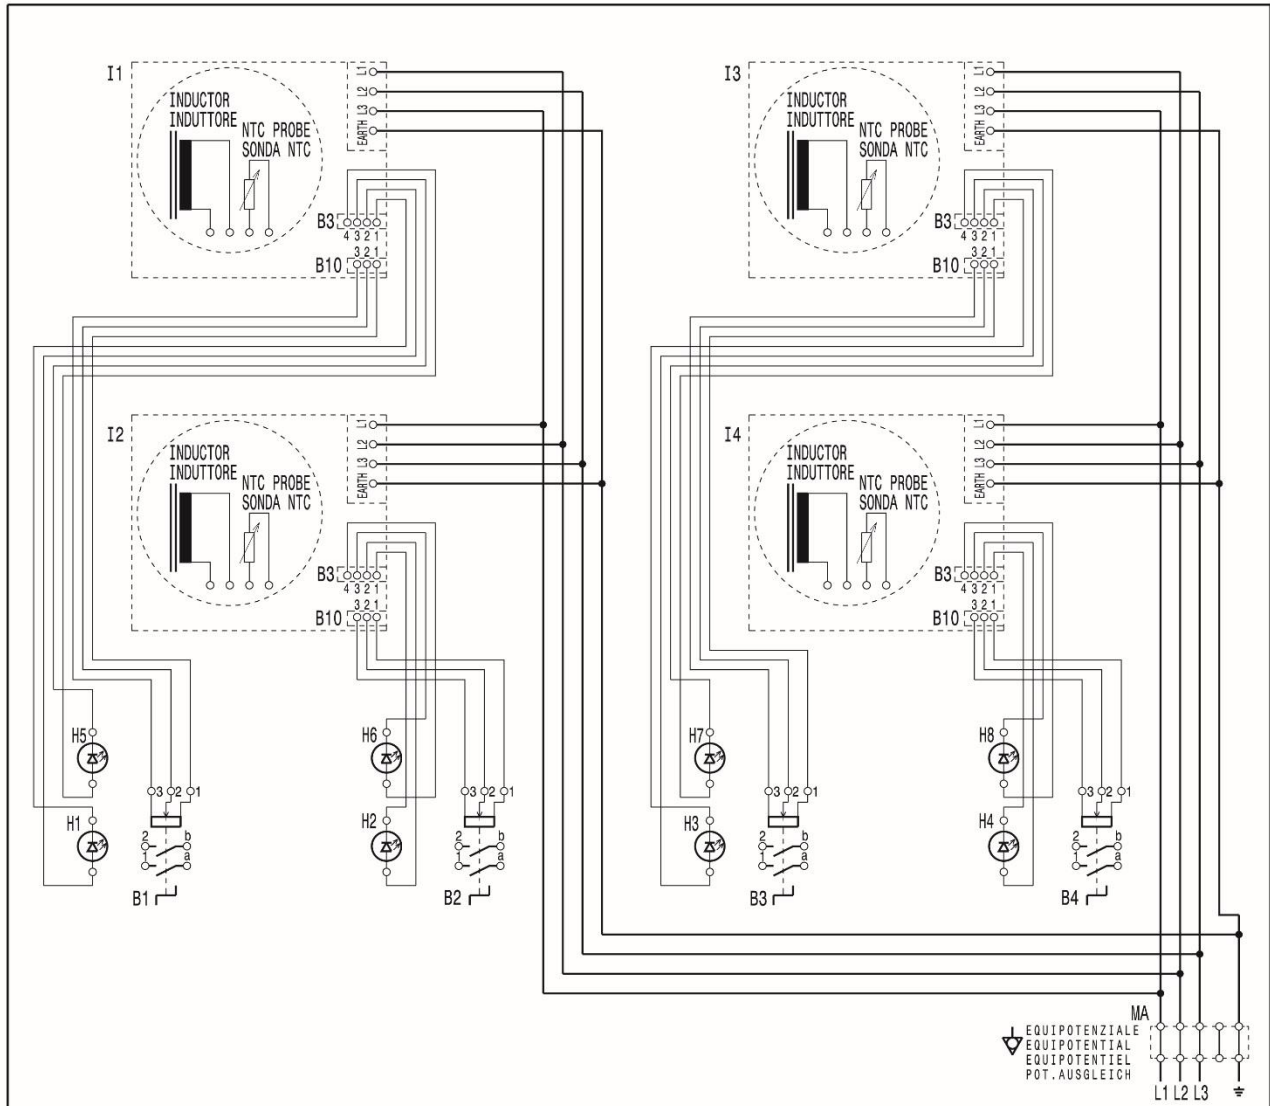 I1
INDUCTOR
INDUTTORE
NTC PROBE
SONDA NTC
L1
L2
L3
EARTH
B3
4 3 2 1
3 2 1
B10
I3
INDUCTOR
INDUTTORE
NTC PROBE
SONDA NTC
L1
L2
L3
EARTH
B3
4 3 2 1
3 2 1
B10
I2
INDUCTOR
INDUTTORE
NTC PROBE
SONDA NTC
L1
L2
L3
EARTH
B3
4 3 2 1
3 2 1
B10
I4
INDUCTOR
INDUTTORE
NTC PROBE
SONDA NTC
L1
L2
L3
EARTH
B3
4 3 2 1
3 2 1
B10
H5
H1
3 2 1
2 b
1 a
B1
H6
H2
3 2 1
2 b
1 a
B2
H7
H3
3 2 1
2 b
1 a
B3
H8
H4
3 2 1
2 b
1 a
B4
MA
EQUIPOTENZIALE
EQUIPOTENTIAL
EQUIPOTENTIEL
POT.AUSGLEICH
L1 L2 L3